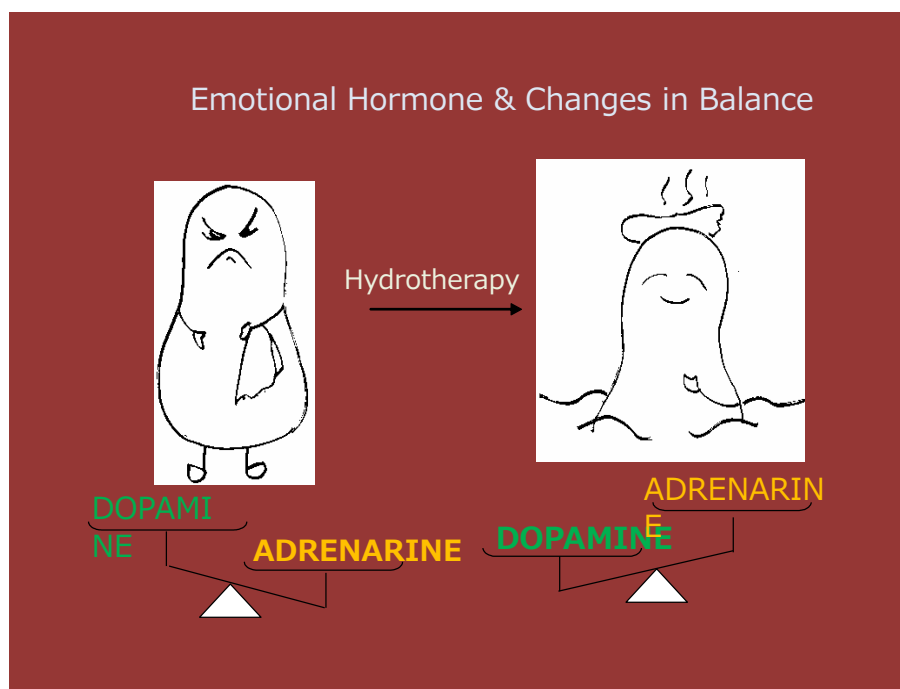 Emotional Hormone & Changes in Balance
Hydrotherapy
DOPAMI
NE
ADRENARINE
ADRENARIN
E
DOPAMINE